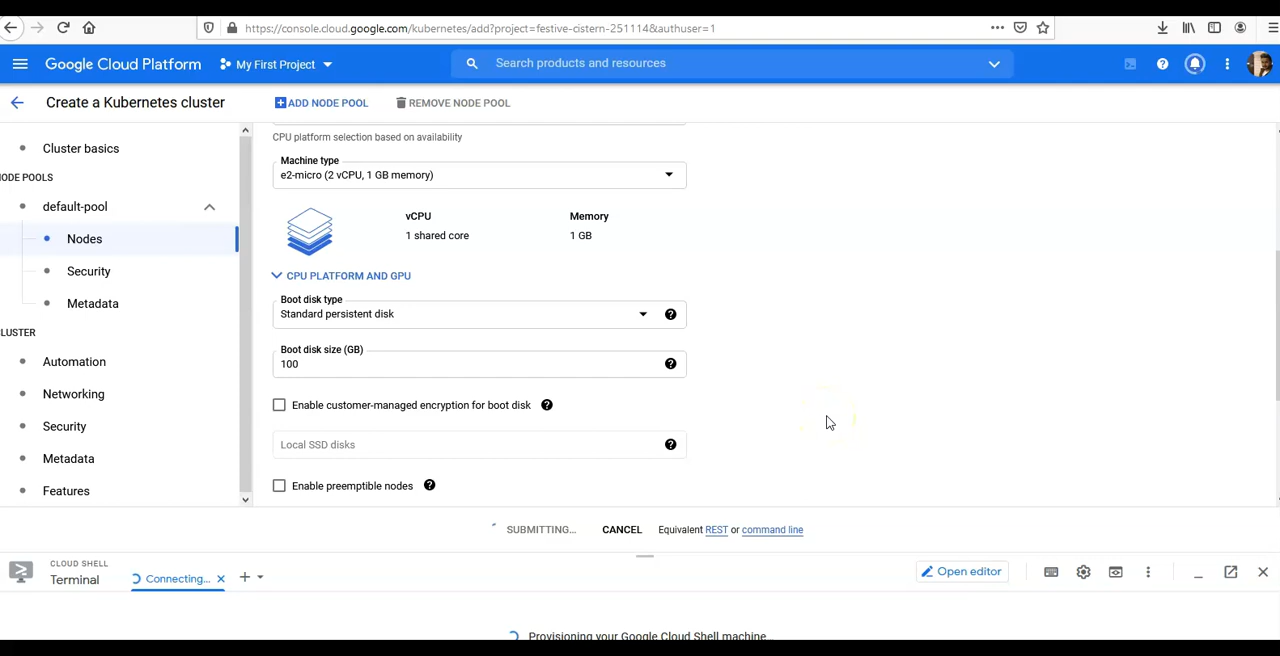 https://console.cloud.google.com/kubernetes/add?project=festive-cistern-251114&authuser=1
Google Cloud Platform
My First Project
Search products and resources
Create a Kubernetes cluster
ADD NODE POOL
REMOVE NODE POOL
Cluster basics
ODE POOLS
default-pool
Nodes
Security
Metadata
LUSTER
Automation
Networking
Security
Metadata
Features
CPU platform selection based on availability
Machine type
e2-micro (2 vCPU, 1 GB memory)
vCPU
Memory
1 shared core
1 GB
CPU PLATFORM AND GPU
Boot disk type
Standard persistent disk
Boot disk size (GB)
100
Enable customer-managed encryption for boot disk
Local SSD disks
Enable preemptible nodes
SUBMITTING...
CANCEL
Equivalent REST or command line
CLOUD SHELL
Terminal
Connecting...
Open editor
Provisioning your Google Cloud Shell machine...